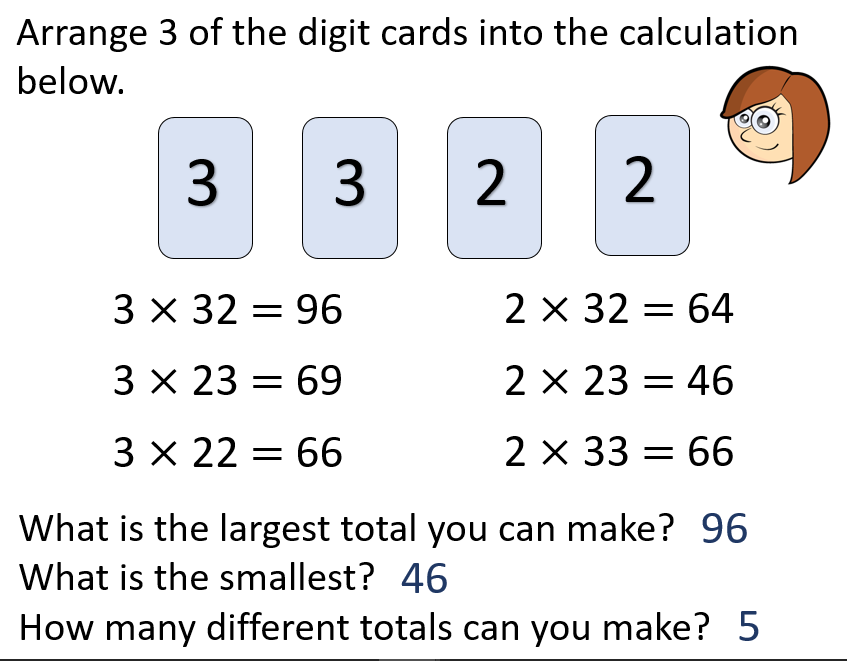 Arrange 3 of the digit cards into the calculation
below.
3 3 2 2
3 × 32 = 96 2 × 32 = 64
3 × 23 = 69 2 × 23 = 46
3 × 22 = 66 2 × 33 = 66
What is the largest total you can make? 96
What is the smallest? 46
How many different totals can you make? 5